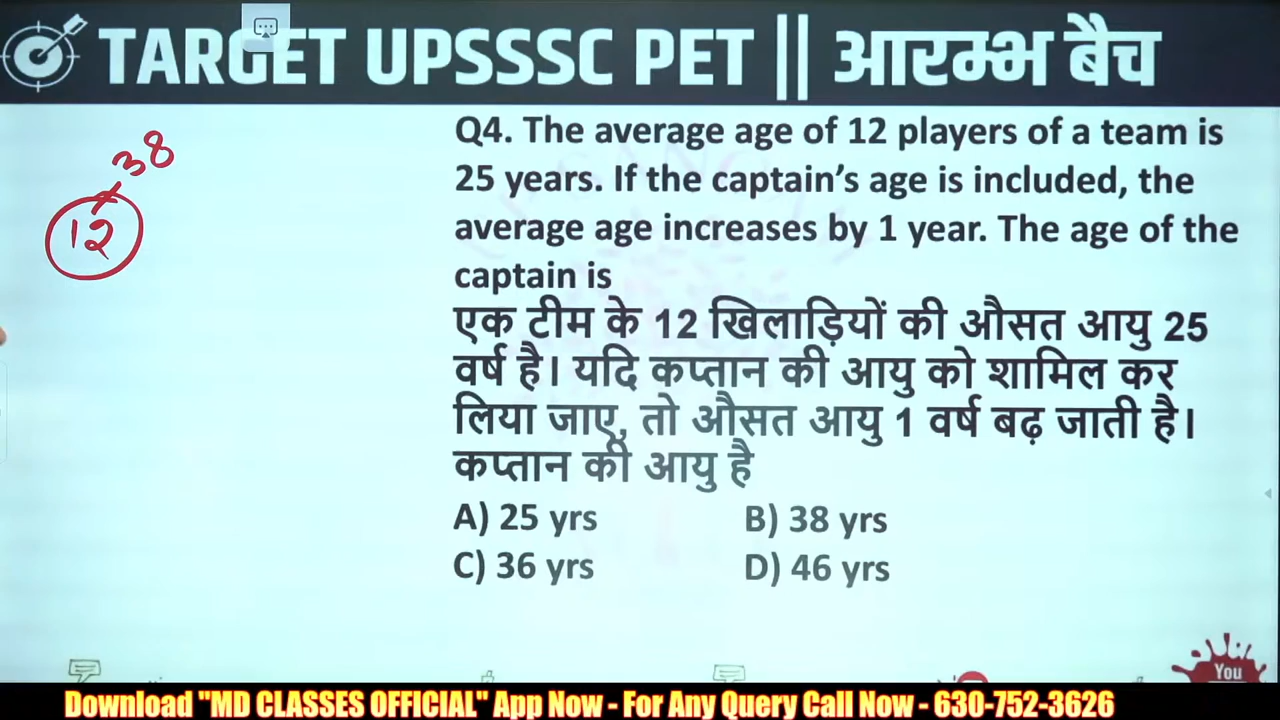 TARGET UPSSSC PET || आरम्भ बैच
38
12
Q4. The average age of 12 players of a team is
25 years. If the captain's age is included, the
average age increases by 1 year. The age of the
captain is
एक टीम के 12 खिलाड़ियों की औसत आयु 25
वर्ष है। यदि कप्तान की आयु को शामिल कर
लिया जाए, तो औसत आयु 1 वर्ष बढ़ जाती है।
कप्तान की आयु है
A) 25 yrs B) 38 yrs
C) 36 yrs D) 46 yrs
You
Download "MD CLASSES OFFICIAL" App Now - For Any Query Call Now - 630-752-3626